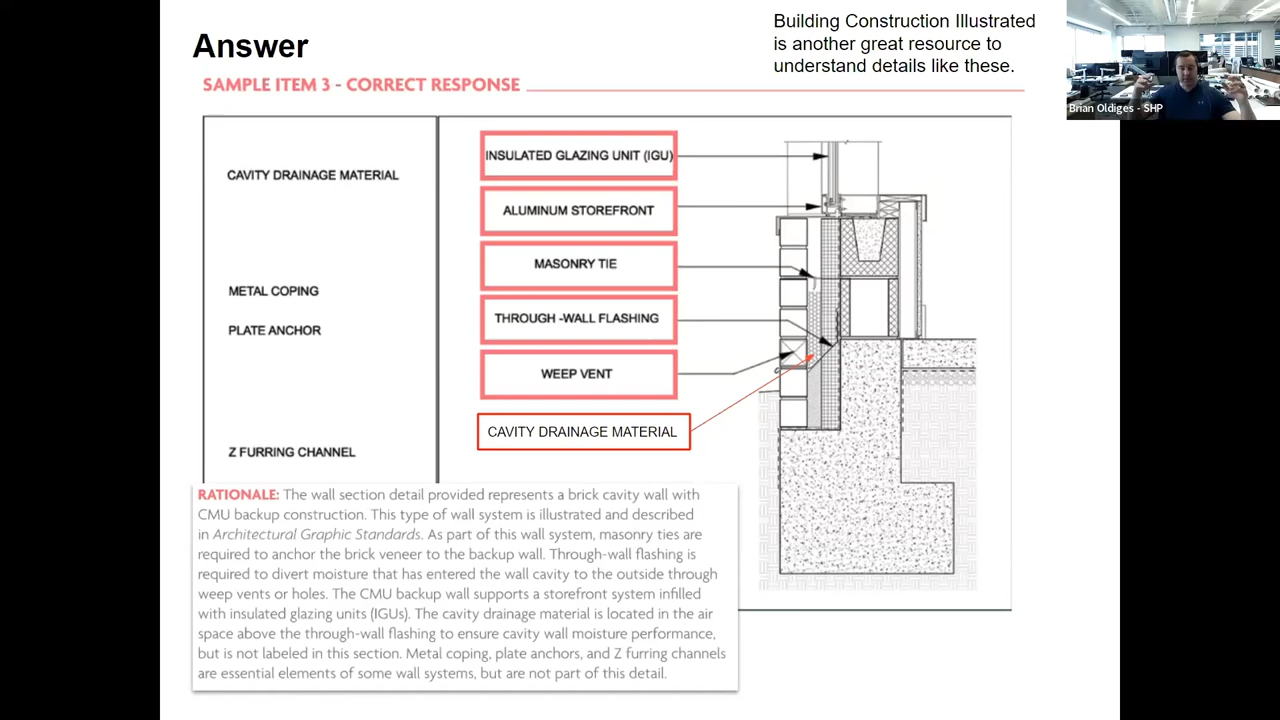 Answer
Building Construction Illustrated
is another great resource to
understand details like these.
Brian Oldiges - SHP
SAMPLE ITEM 3 - CORRECT RESPONSE
CAVITY DRAINAGE MATERIAL
METAL COPING
PLATE ANCHOR
Z FURRING CHANNEL
INSULATED GLAZING UNIT (IGU)
ALUMINUM STOREFRONT
MASONRY TIE
THROUGH -WALL FLASHING
WEEP VENT
CAVITY DRAINAGE MATERIAL
RATIONALE: The wall section detail provided represents a brick cavity wall with
CMU backup construction. This type of wall system is illustrated and described
in Architectural Graphic Standards. As part of this wall system, masonry ties are
required to anchor the brick veneer to the backup wall. Through-wall flashing is
required to divert moisture that has entered the wall cavity to the outside through
weep vents or holes. The CMU backup wall supports a storefront system infilled
with insulated glazing units (IGUs). The cavity drainage material is located in the air
space above the through-wall flashing to ensure cavity wall moisture performance,
but is not labeled in this section. Metal coping, plate anchors, and Z furring channels
are essential elements of some wall systems, but are not part of this detail.